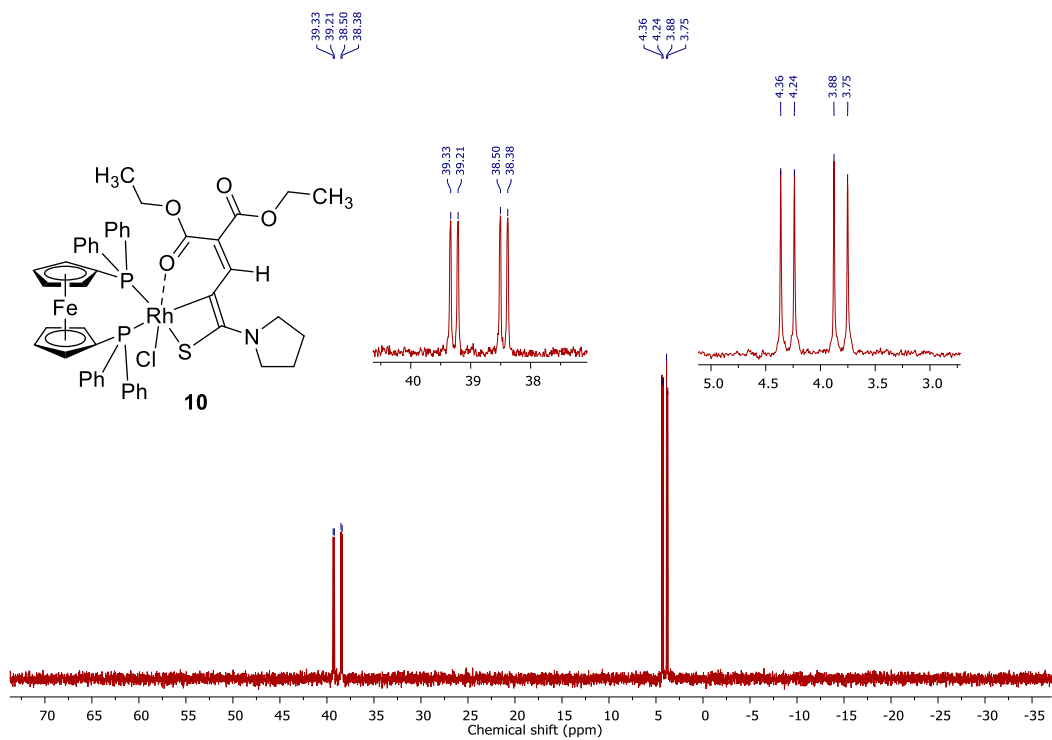 39.33
39.21
38.50
38.38
4.36
4.24
3.88
3.75
4.36
4.24
3.88
3.75
39.33
39.21
38.50
38.38
H3C
O
O
O
O
CH3
Ph
Ph
P
H
Fe
Rh
P
Cl
S
N
Ph
Ph
10
40 39 38
5.0 4.5 4.0 3.5 3.0
70 65 60 55 50 45 40 35 30 25 20 15 10 5 0 -5 -10 -15 -20 -25 -30 -35
Chemical shift (ppm)